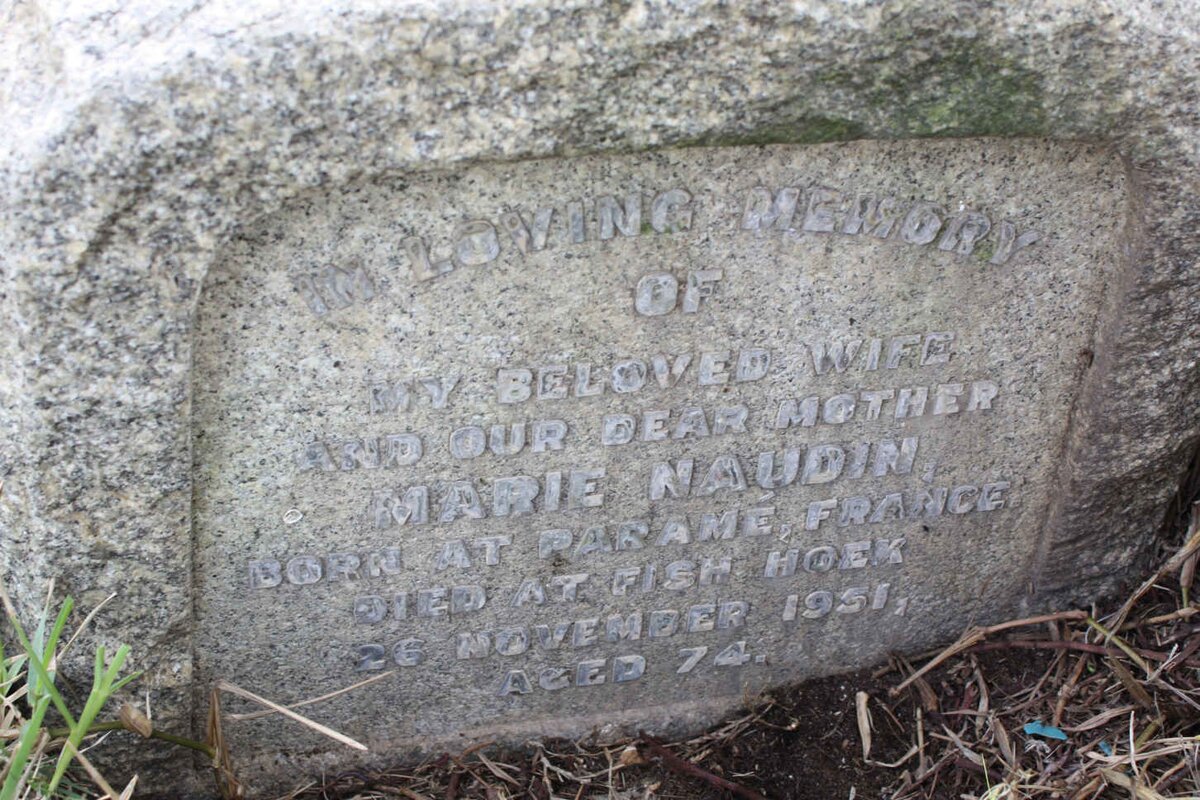 IN LOVING MEMORY
OF
MY BELOVED WIFE
AND OUR DEAR MOTHER
MARIE NAUDIN,
BORN AT PARAMÉ, FRANCE
DIED AT FISH HOEK
26 NOVEMBER 1951,
AGED 74.